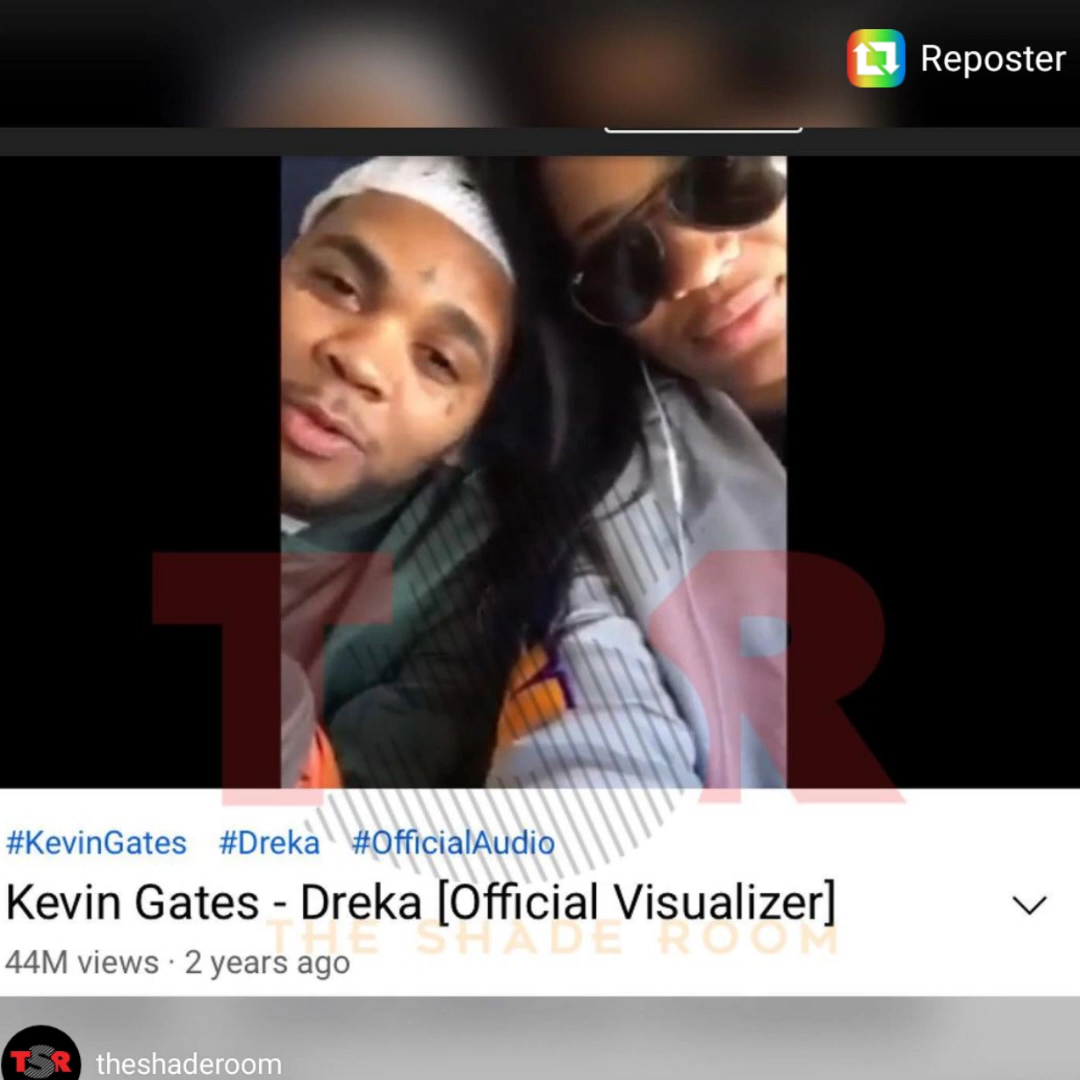 Reposter
TSR
#KevinGates #Dreka #OfficialAudio
Kevin Gates - Dreka [Official Visualizer]
THE SHADE ROOM
44M views · 2 years ago
TSR theshaderoom